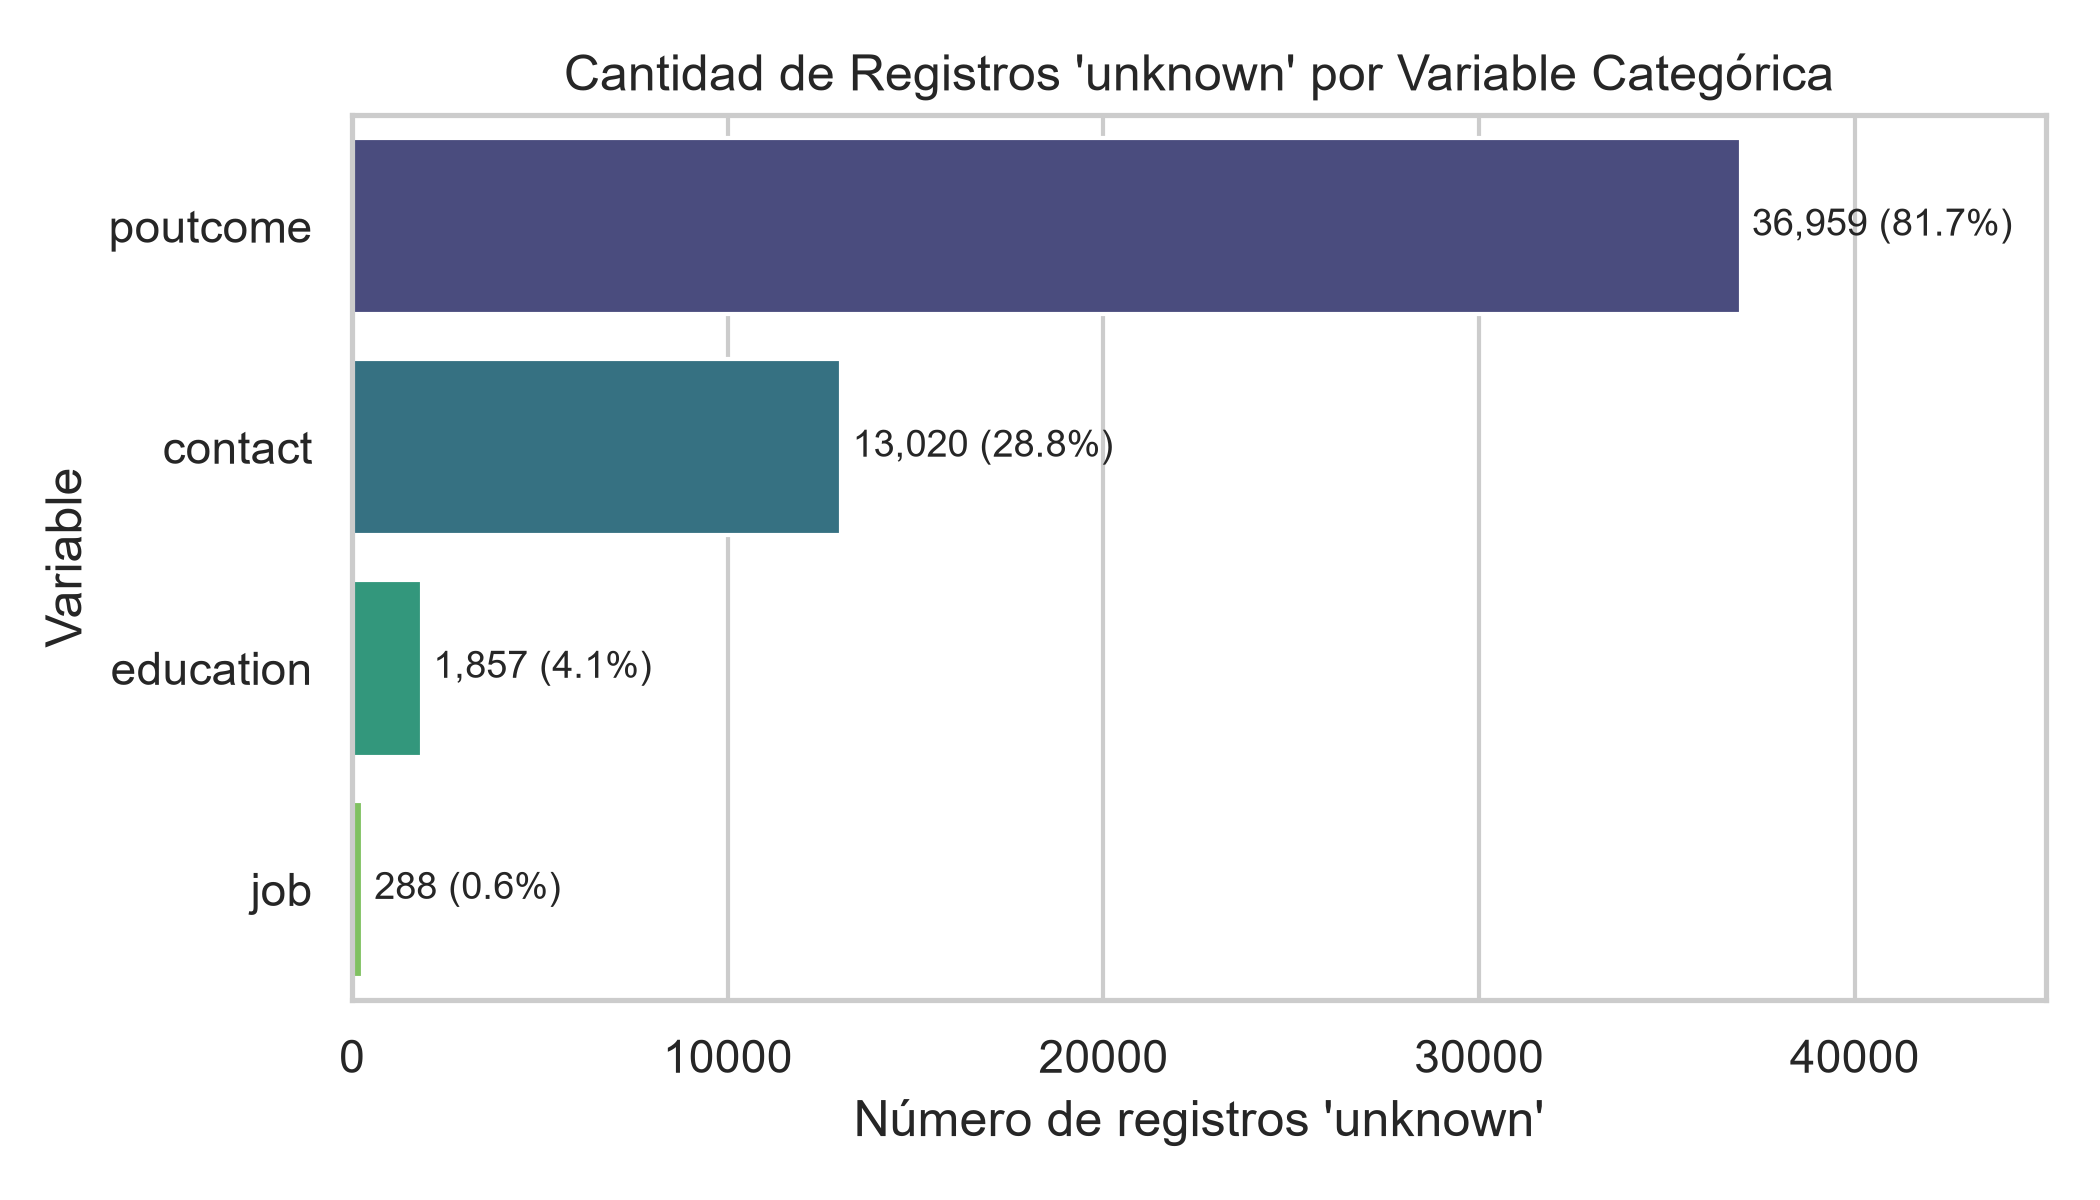 Cantidad de Registros 'unknown' por Variable Categórica
Variable
poutcome
36,959 (81.7%)
contact
13,020 (28.8%)
education
1,857 (4.1%)
job
288 (0.6%)
0
10000
20000
30000
40000
Número de registros 'unknown'